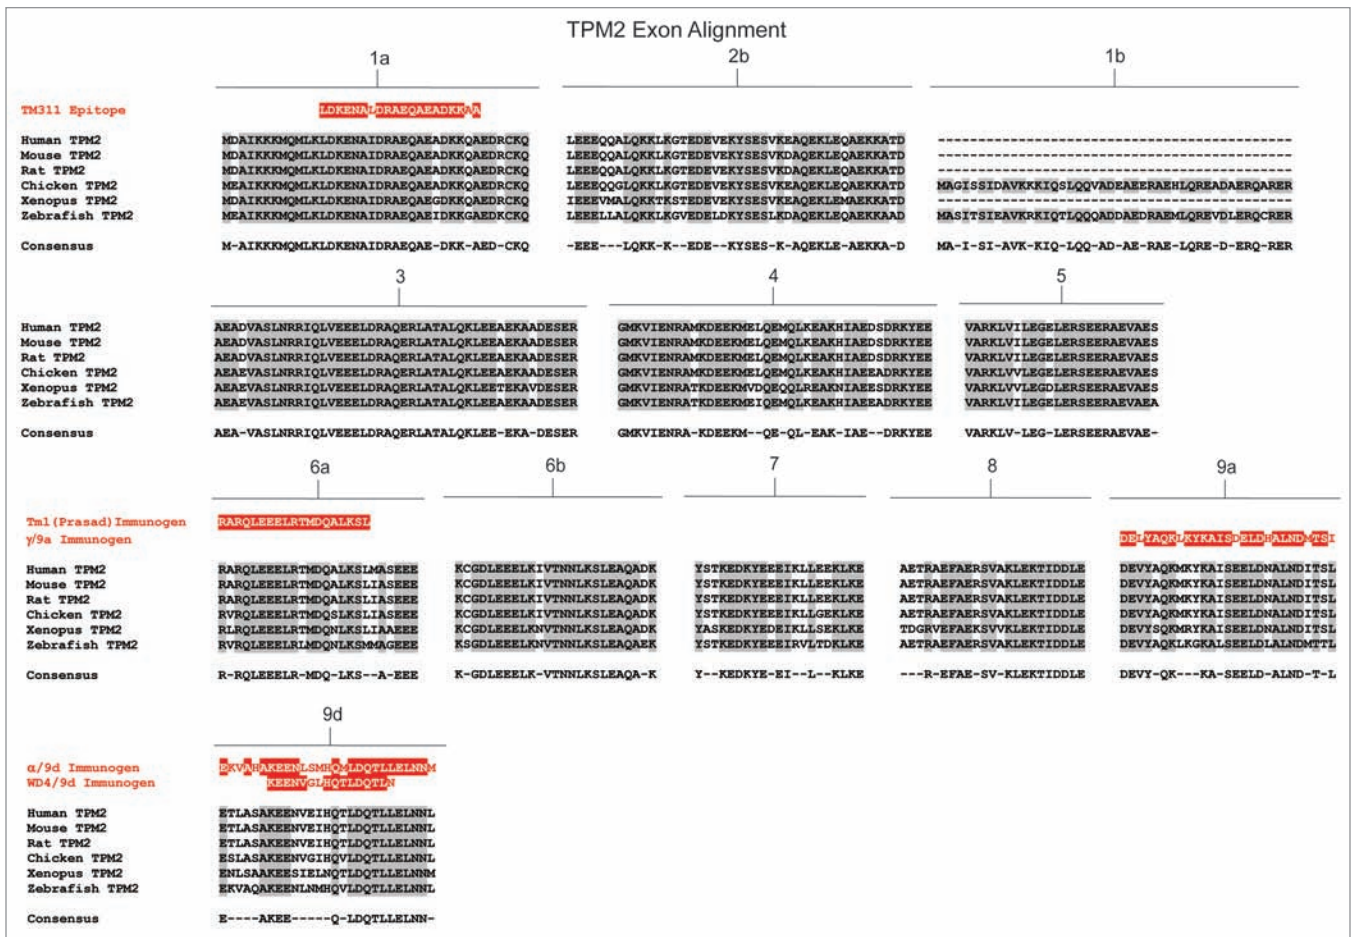 TPM2 Exon Alignment
1a 2b 1b
TM311 Epitope LDKENALDRAEQAEADKKAA
Human TPM2 MDAIKKKMQMLKLDKENAIDRAEQAEADKKQAEDRCKQ LEEEQQALQKKLKGTEDEVEKYSESVKEAQEKLEQAEKKATD ---------------------------------------------
Mouse TPM2 MDAIKKKMQMLKLDKENAIDRAEQAEADKKQAEDRCKQ LEEEQQALQKKLKGTEDEVEKYSESVKDAQEKLEQAEKKATD ---------------------------------------------
Rat TPM2 MDAIKKKMQMLKLDKENAIDRAEQAEADKKQAEDRCKQ LEEEQQALQKKLKGTEDEVEKYSESVKDAQEKLEQAEKKATD ---------------------------------------------
Chicken TPM2 MEAIKKKMQMLKLDKENAIDRAEQAEADKKQAEDRCKQ LEEEQQGLQKKLKGTEDEVEKYSESVKEAQEKLEQAEKKATD MAGISSIDAVKKKIQSLQQVADEAEERAEHLQREADAERQARER
Xenopus TPM2 MDAIKKKMQMLKLDKENAIDRAEQAEGDKKQAEDRCKQ IEEEVMALQKKTKSTEDEVEKYSESVKEAQEKLEMAEKKATD ---------------------------------------------
Zebrafish TPM2 MEAIKKKMQMLKLDKENAIDRAEQAEIDKKGAEDKCKQ LEEELLALQKKLKGVEDELDKYSESLKDAQEKLEQAEKKAAD MASITSIEAVKRKIQTLQQQADDAEDRAEMLQREVDLERQCRER
Consensus M-AIKKKMQMLKLDKENAIDRAEQAE-DKK-AED-CKQ -EEE---LQKK-K--EDE--KYSES-K-AQEKLE-AEKKA-D MA-I-SI-AVK-KIQ-LQQ-AD-AE-RAE-LQRE-D-ERQ-RER
3 4 5
Human TPM2 AEADVASLNRRIQLVEEELDRAQERLATALQKLEEAEKAADESER GMKVIENRAMKDEEKMELQEMQLKEAKHIAEDSDRKYEE VARKLVILEGELERSEERAEVAES
Mouse TPM2 AEADVASLNRRIQLVEEELDRAQERLATALQKLEEAEKAADESER GMKVIENRAMKDEEKMELQEMQLKEAKHIAEDSDRKYEE VARKLVILEGELERSEERAEVAES
Rat TPM2 AEADVASLNRRIQLVEEELDRAQERLATALQKLEEAEKAADESER GMKVIENRAMKDEEKMELQEMQLKEAKHIAEDSDRKYEE VARKLVILEGELERSEERAEVAES
Chicken TPM2 AEAEVASLNRRIQLVEEELDRAQERLATALQKLEEAEKAADESER GMKVIENRAMKDEEKMELQEMQLKEAKHIAEEADRKYEE VARKLVVLEGELERSEERAEVAES
Xenopus TPM2 AEAEVASLNRRIQLVEEELDRAQERLATALQKLEETEKAVDESER GMKVIENRATKDEEKMVDQEQQLREAKNIAEESDRKYEE VARKLVVLEGDLERSEERAEVAES
Zebrafish TPM2 AEAEVASLNRRIQLVEEELDRAQERLATALQKLEEAEKAADESER GMKVIENRATKDEEKMEIQEMQLKEAKHIAEEADRKYEE VARKLVILEGELERSEERAEVAEA
Consensus AEA-VASLNRRIQLVEEELDRAQERLATALQKLEE-EKA-DESER GMKVIENRA-KDEEKM--QE-QL-EAK-IAE--DRKYEE VARKLV-LEG-LERSEERAEVAE-
6a 6b 7 8 9a
Tm1(Prasad)Immunogen RARQLEEELRTMDQALKSL
γ/9a Immunogen DELYAQKLKYKAISDELDHALNDMTSI
Human TPM2 RARQLEEELRTMDQALKSLMASEEE KCGDLEEELKIVTNNLKSLEAQADK YSTKEDKYEEEIKLLEEKLKE AETRAEFAERSVAKLEKTIDDLE DEVYAQKMKYKAISEELDNALNDITSL
Mouse TPM2 RARQLEEELRTMDQALKSLIASEEE KCGDLEEELKIVTNNLKSLEAQADK YSTKEDKYEEEIKLLEEKLKE AETRAEFAERSVAKLEKTIDDLE DEVYAQKMKYKAISEELDNALNDITSL
Rat TPM2 RARQLEEELRTMDQALKSLIASEEE KCGDLEEELKIVTNNLKSLEAQADK YSTKEDKYEEEIKLLEEKLKE AETRAEFAERSVAKLEKTIDDLE DEVYAQKMKYKAISEELDNALNDITSL
Chicken TPM2 RVRQLEEELRTMDQSLKSLIASEEE KCGDLEEELKIVTNNLKSLEAQADK YSTKEDKYEEEIKLLGEKLKE AETRAEFAERSVAKLEKTIDDLE DEVYAQKMKYKAISEELDNALNDITSL
Xenopus TPM2 RLRQLEEELRTMDQNLKSLIAAEEE KCGDLEEELKNVTNNLKSLEAQADK YASKEDKYEDEIKLLSEKLKE TDGRVEFAEKSVVKLEKTIDDLE DEVYSQKMRYKAISEELDNALNDITSL
Zebrafish TPM2 RVRQLEEELRLMDQNLKSMMAGEEE KSGDLEEELKIVTNNLKSLEAQAEK YSTKEDKYEEEIRVLTDKLKE AETRAEFAERSVAKLEKTIDDLE DEVYAQKLKGKALSEELDLALNDMTTL
Consensus R-RQLEEELR-MDQ-LKS--A-EEE K-GDLEEELK-VTNNLKSLEAQA-K Y--KEDKYE-EI--L--KLKE ---R-EFAE-SV-KLEKTIDDLE DEVY-QK---KA-SEELD-ALND-T-L
9d
α/9d Immunogen EKVAHAKEENLSMHQMLDQTLLELNNM
WD4/9d Immunogen KEENVGLHQTLDQTLN
Human TPM2 ETLASAKEENVEIHQTLDQTLLELNNL
Mouse TPM2 ETLASAKEENVEIHQTLDQTLLELNNL
Rat TPM2 ETLASAKEENVEIHQTLDQTLLELNNL
Chicken TPM2 ESLASAKEENVGIHQVLDQTLLELNNL
Xenopus TPM2 ENLSAAKEESIELNQTLDQTLLELNNM
Zebrafish TPM2 EKVAQAKEENLNMHQVLDQTLLELNNL
Consensus E----AKEE-----Q-LDQTLLELNN-